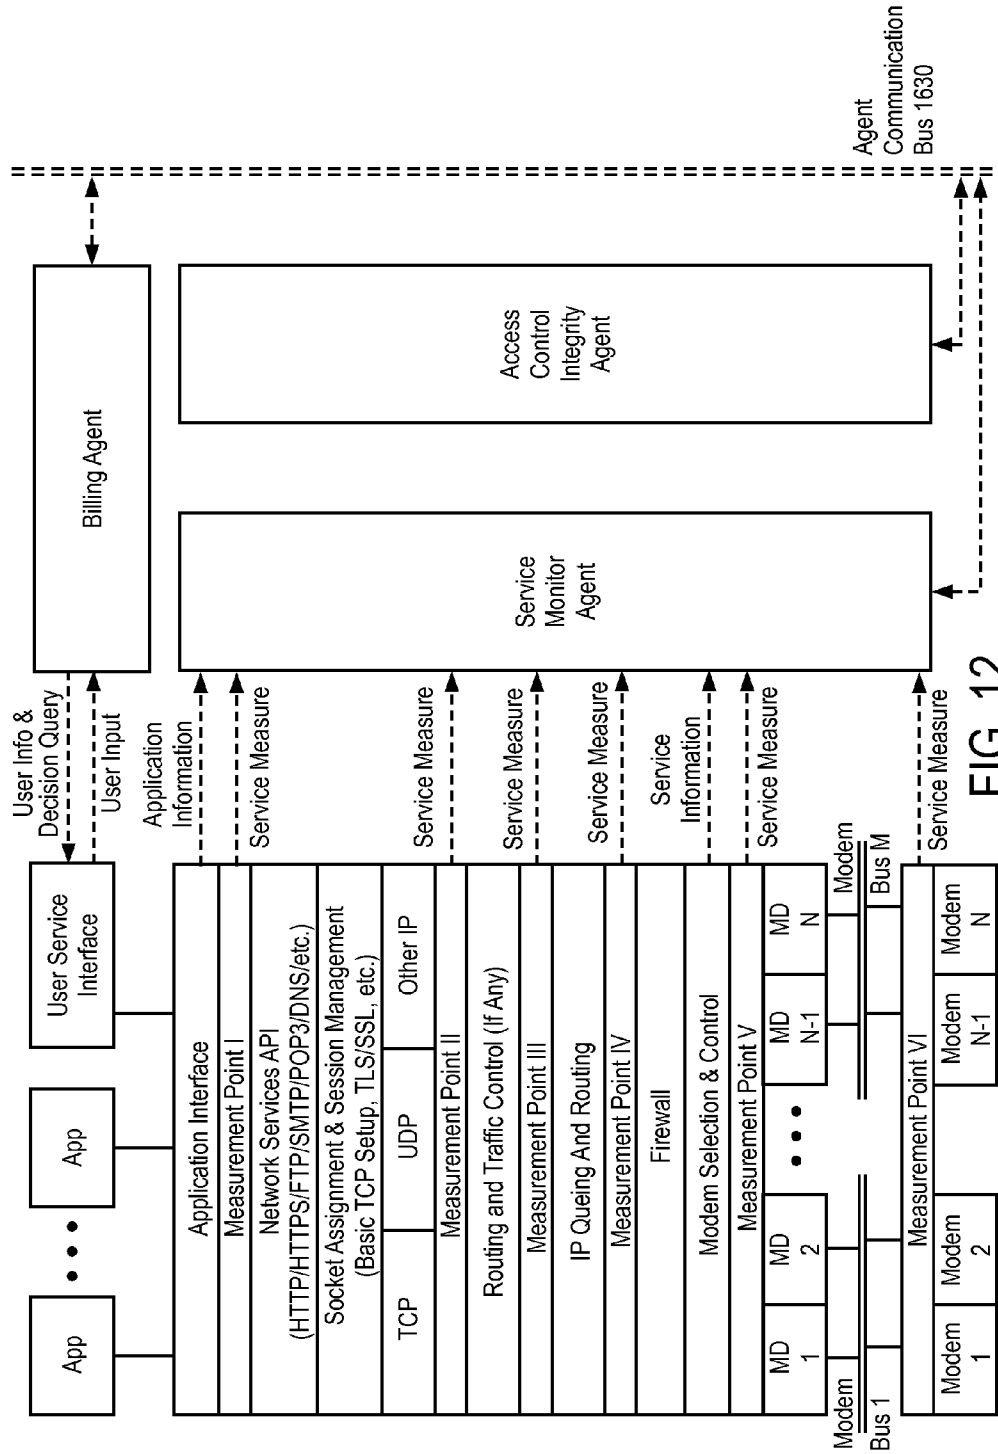 App
App
User Service
Interface
User Info &
Decision Query
User Input
Billing Agent
Application Interface
Measurement Point I
Network Services API
(HTTP/HTTPS/FTP/SMTP/POP3/DNS/etc.)
Socket Assignment & Session Management
(Basic TCP Setup, TLS/SSL, etc.)
TCP
UDP
Other IP
Measurement Point II
Routing and Traffic Control (If Any)
Measurement Point III
IP Queing And Routing
Measurement Point IV
Firewall
Modem Selection & Control
Measurement Point V
MD
1
MD
2
MD
N-1
MD
N
Modem
Bus 1
Modem
Bus M
Measurement Point VI
Modem
1
Modem
2
Modem
N-1
Modem
N
Application
Information
Service Measure
Service Measure
Service Measure
Service Measure
Service
Information
Service Measure
Service Measure
Service
Monitor
Agent
Access
Control
Integrity
Agent
Agent
Communication
Bus 1630
FIG. 12